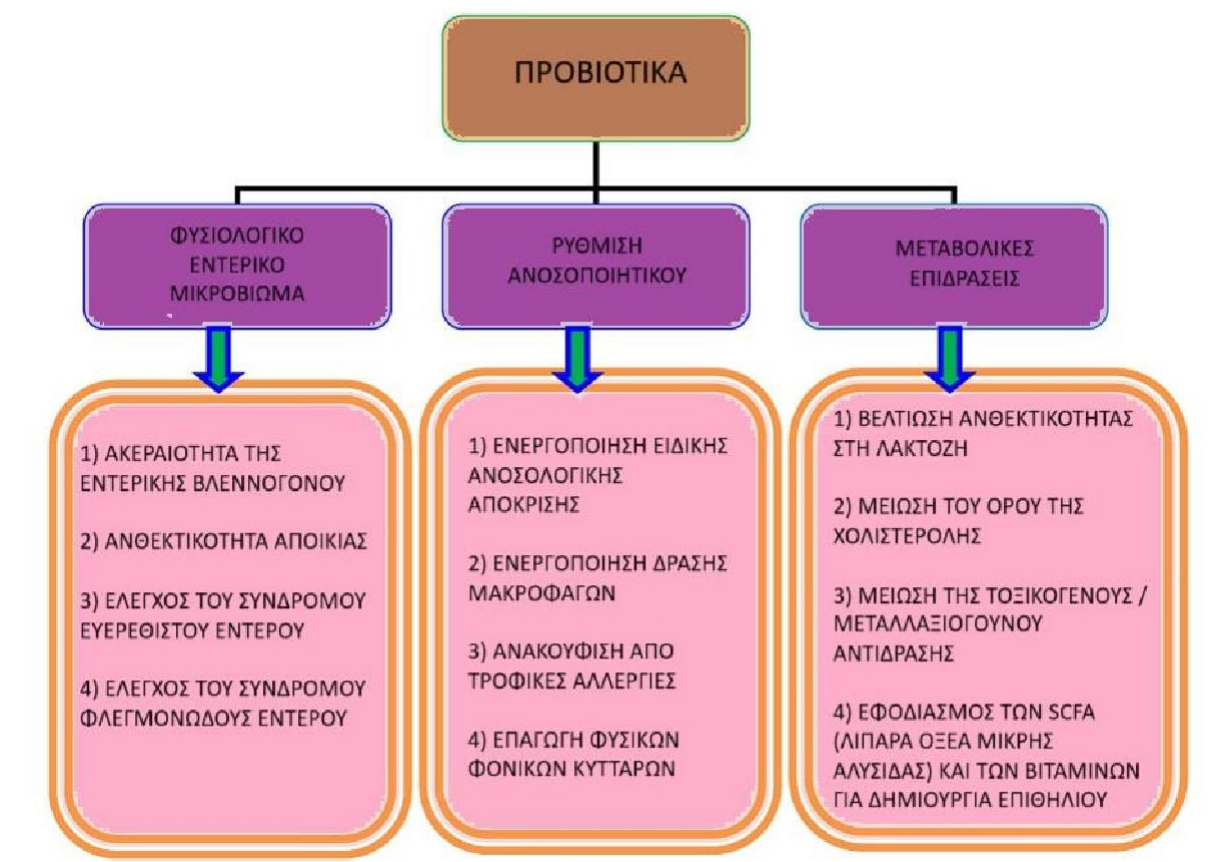 ΠΡΟΒΙΟΤΙΚΑ
ΦΥΣΙΟΛΟΓΙΚΟ
ΕΝΤΕΡΙΚΟ
ΜΙΚΡΟΒΙΩΜΑ
ΡΥΘΜΙΣΗ
ΑΝΟΣΟΠΟΙΗΤΙΚΟΥ
ΜΕΤΑΒΟΛΙΚΕΣ
ΕΠΙΔΡΑΣΕΙΣ
1) ΑΚΕΡΑΙΟΤΗΤΑ ΤΗΣ
ΕΝΤΕΡΙΚΗΣ ΒΛΕΝΝΟΓΟΝΟΥ
2) ΑΝΘΕΚΤΙΚΟΤΗΤΑ ΑΠΟΙΚΙΑΣ
3) ΕΛΕΓΧΟΣ ΤΟΥ ΣΥΝΔΡΟΜΟΥ
ΕΥΕΡΕΘΙΣΤΟΥ ΕΝΤΕΡΟΥ
4) ΕΛΕΓΧΟΣ ΤΟΥ ΣΥΝΔΡΟΜΟΥ
ΦΛΕΓΜΟΝΩΔΟΥΣ ΕΝΤΕΡΟΥ
1) ΕΝΕΡΓΟΠΟΙΗΣΗ ΕΙΔΙΚΗΣ
ΑΝΟΣΟΛΟΓΙΚΗΣ
ΑΠΟΚΡΙΣΗΣ
2) ΕΝΕΡΓΟΠΟΙΗΣΗ ΔΡΑΣΗΣ
ΜΑΚΡΟΦΑΓΩΝ
3) ΑΝΑΚΟΥΦΙΣΗ ΑΠΟ
ΤΡΟΦΙΚΕΣ ΑΛΛΕΡΓΙΕΣ
4) ΕΠΑΓΩΓΗ ΦΥΣΙΚΩΝ
ΦΟΝΙΚΩΝ ΚΥΤΤΑΡΩΝ
1) ΒΕΛΤΙΩΣΗ ΑΝΘΕΚΤΙΚΟΤΗΤΑΣ
ΣΤΗ ΛΑΚΤΟΖΗ
2) ΜΕΙΩΣΗ ΤΟΥ ΟΡΟΥ ΤΗΣ
ΧΟΛΙΣΤΕΡΟΛΗΣ
3) ΜΕΙΩΣΗ ΤΗΣ ΤΟΞΙΚΟΓΕΝΟΥΣ /
ΜΕΤΑΛΛΑΞΙΟΓΟΥΝΟΥ
ΑΝΤΙΔΡΑΣΗΣ
4) ΕΦΟΔΙΑΣΜΟΣ ΤΩΝ SCFA
(ΛΙΠΑΡΑ ΟΞΕΑ ΜΙΚΡΗΣ
ΑΛΥΣΙΔΑΣ) ΚΑΙ ΤΩΝ ΒΙΤΑΜΙΝΩΝ
ΓΙΑ ΔΗΜΙΟΥΡΓΙΑ ΕΠΙΘΗΛΙΟΥ